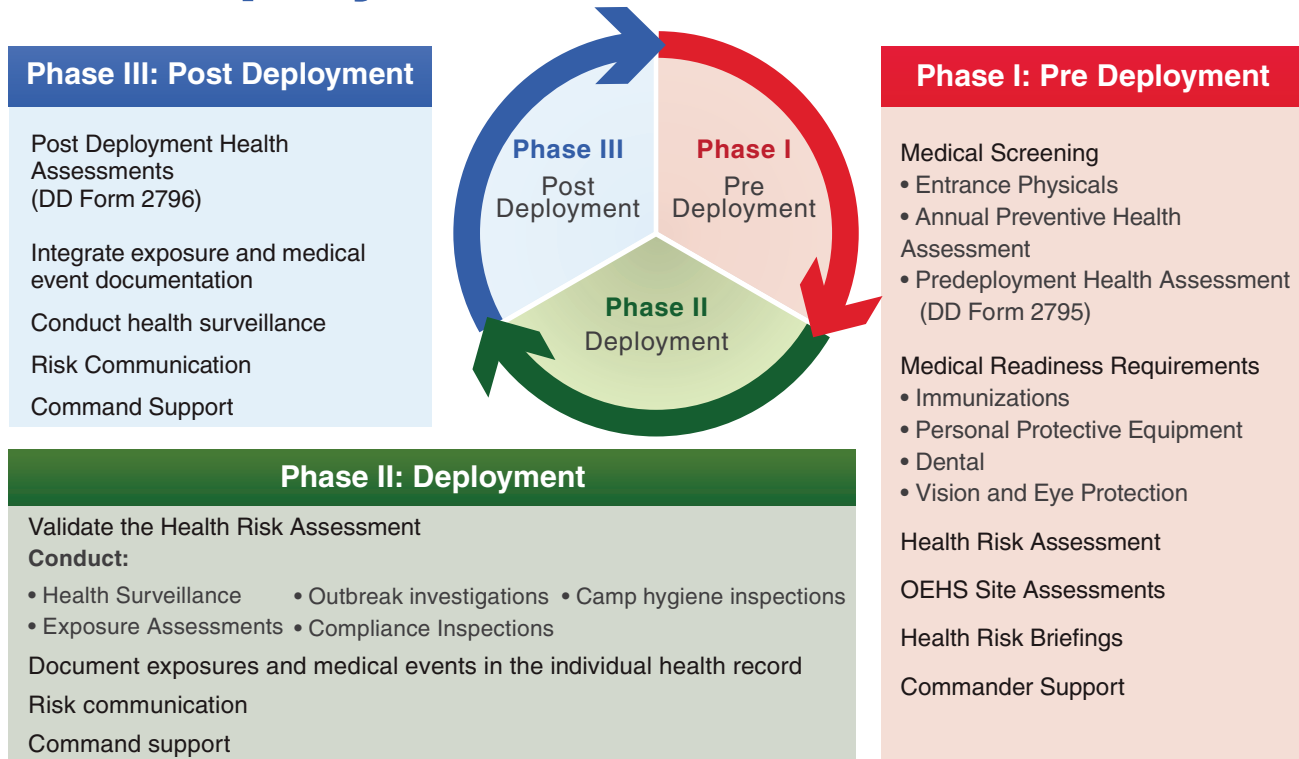 Phase III: Post Deployment
Post Deployment Health
Assessments
(DD Form 2796)
Integrate exposure and medical
event documentation
Conduct health surveillance
Risk Communication
Command Support
Phase III
Post
Deployment
Phase I
Pre
Deployment
Phase II
Deployment
Phase I: Pre Deployment
Medical Screening
• Entrance Physicals
• Annual Preventive Health
Assessment
• Predeployment Health Assessment
(DD Form 2795)
Medical Readiness Requirements
• Immunizations
• Personal Protective Equipment
• Dental
• Vision and Eye Protection
Health Risk Assessment
OEHS Site Assessments
Health Risk Briefings
Commander Support
Phase II: Deployment
Validate the Health Risk Assessment
Conduct:
• Health Surveillance • Outbreak investigations • Camp hygiene inspections
• Exposure Assessments • Compliance Inspections
Document exposures and medical events in the individual health record
Risk communication
Command support